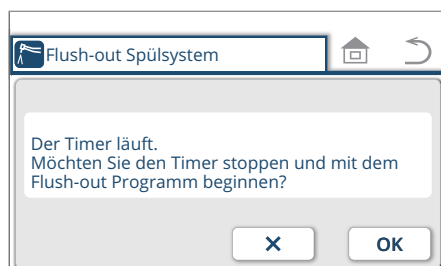 Flush-out Spülsystem
Der Timer läuft.
Möchten Sie den Timer stoppen und mit dem
Flush-out Programm beginnen?
OK